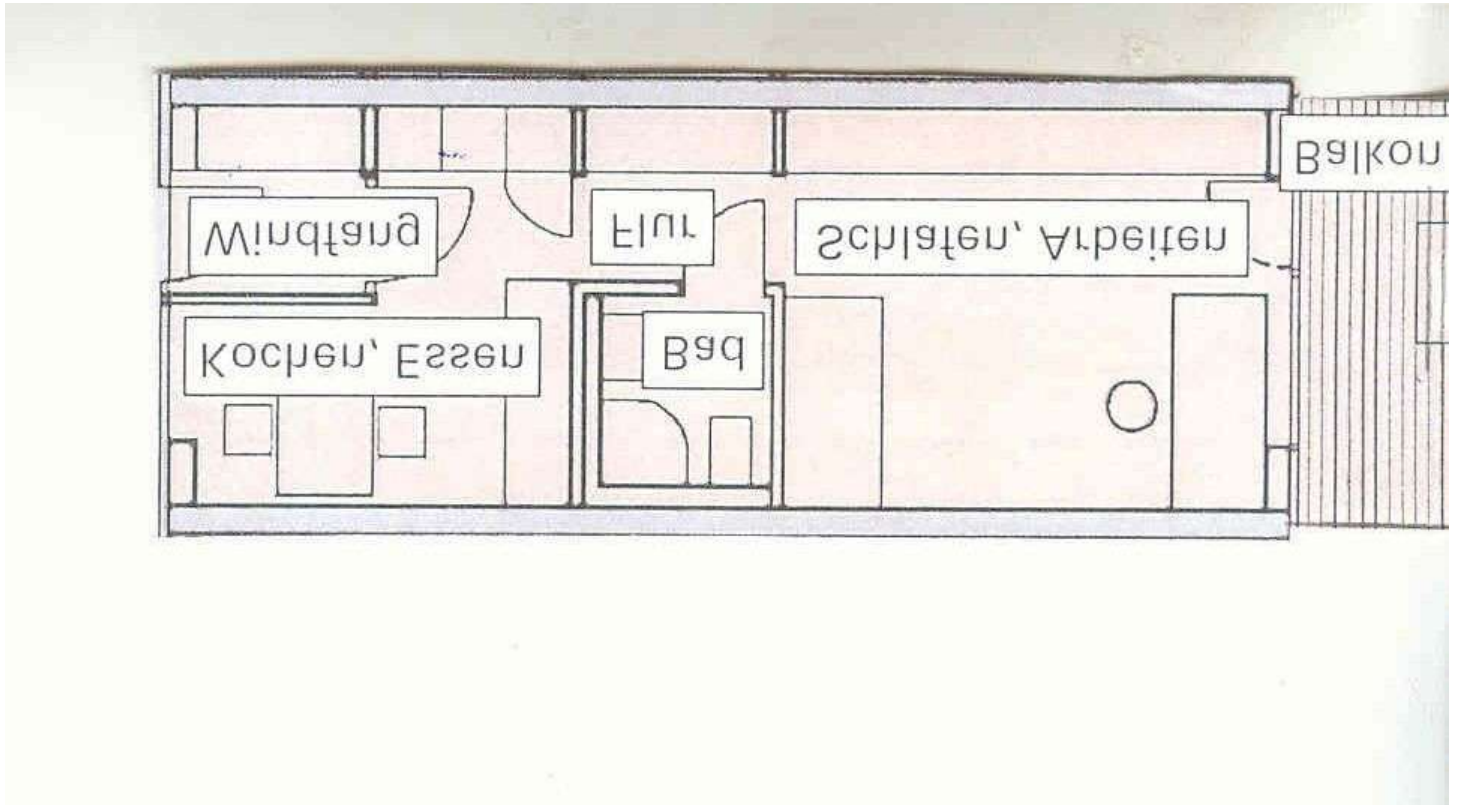 Balkon
Windfang
Flur
Schlafen, Arbeiten
Kochen, Essen
Bad